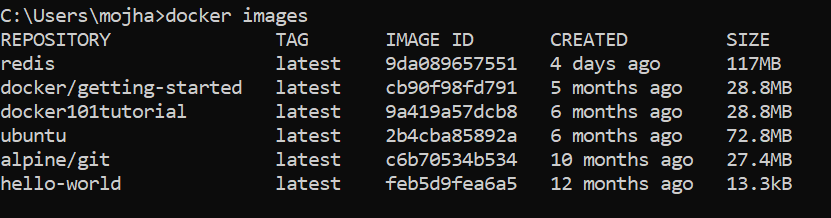 C:\Users\mojha>docker images
REPOSITORY TAG IMAGE ID CREATED SIZE
redis latest 9da089657551 4 days ago 117MB
docker/getting-started latest cb90f98fd791 5 months ago 28.8MB
docker101tutorial latest 9a419a57dcb8 6 months ago 28.8MB
ubuntu latest 2b4cba85892a 6 months ago 72.8MB
alpine/git latest c6b70534b534 10 months ago 27.4MB
hello-world latest feb5d9fea6a5 12 months ago 13.3kB